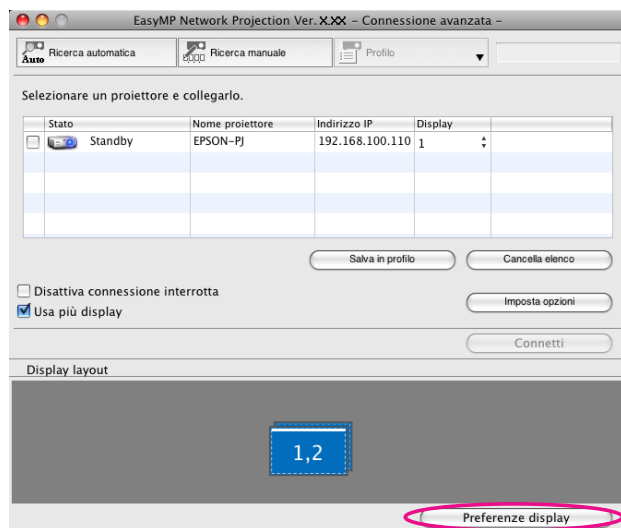 EasyMP Network Projection Ver. X.XX – Connessione avanzata –
Auto Ricerca automatica Ricerca manuale Profilo
Selezionare un proiettore e collegarlo.
Stato Nome proiettore Indirizzo IP Display
Standby EPSON-PJ 192.168.100.110 1
Salva in profilo Cancella elenco
Disattiva connessione interrotta
Imposta opzioni
Usa più display
Connetti
Display layout
1,2
Preferenze display